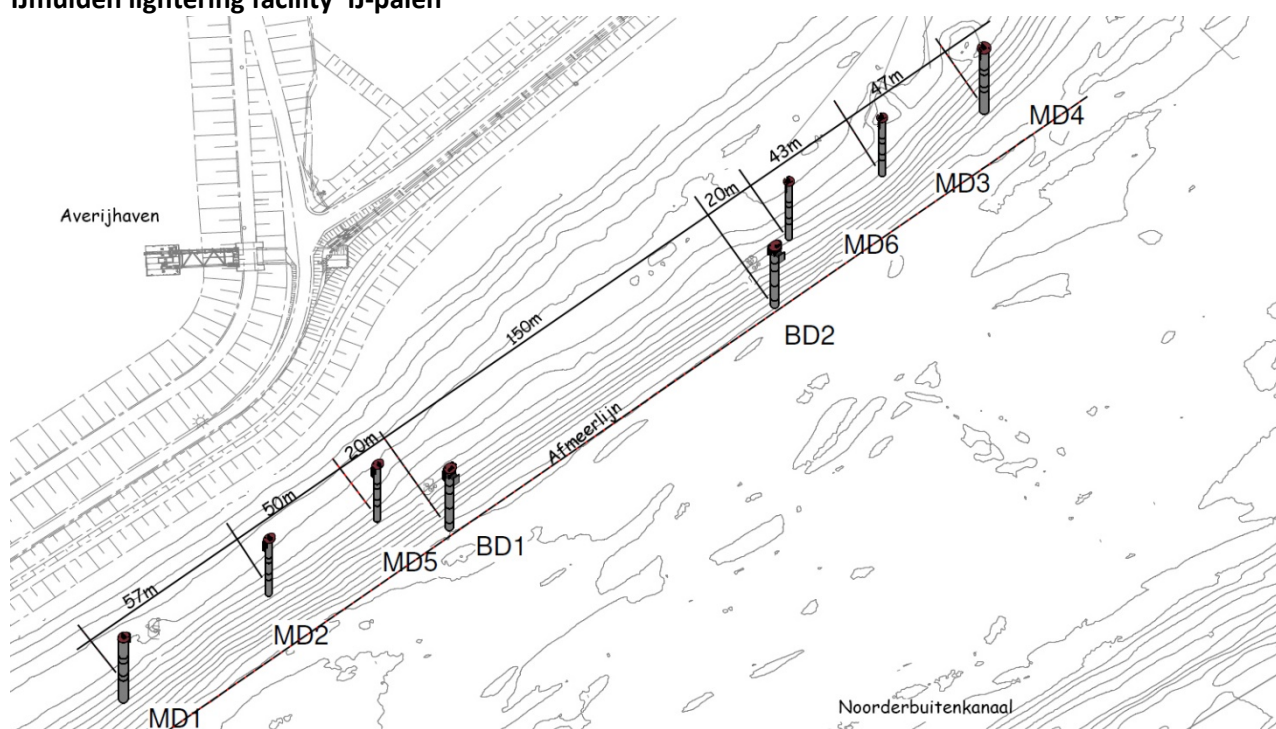 IJmuiden lightering facility 'IJ-palen'
47m
MD4
43m
MD3
20m
MD6
Averijhaven
150m
BD2
Afmeerlijn
20m
50m
BD1
MD5
57m
MD2
MD1
Noorderbuitenkanaal